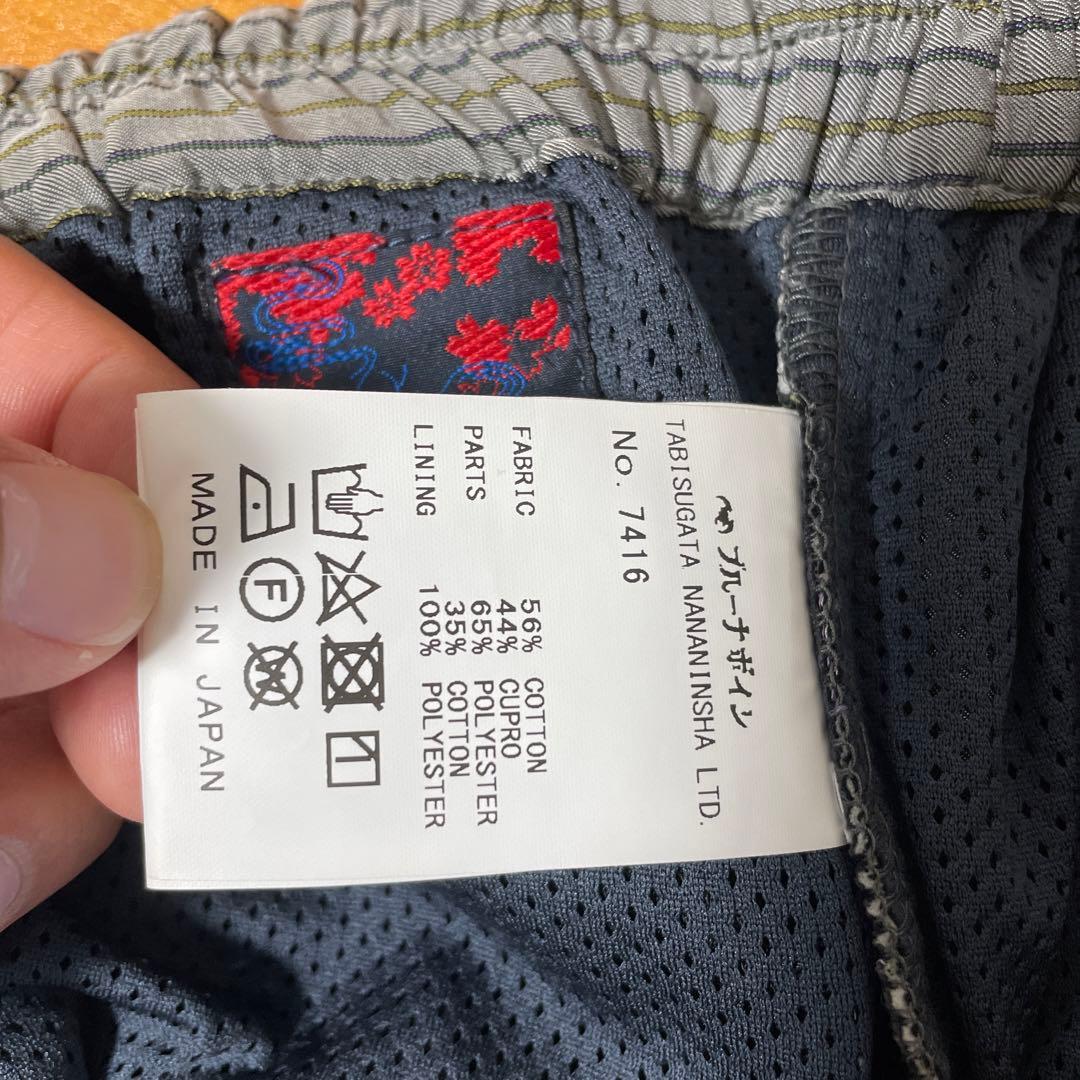 ブルーナボイン
TABISUGATA NANANINSHA LTD.
No. 7416
FABRIC 56% COTTON
44% CUPRO
PARTS 65% POLYESTER
35% COTTON
LINING 100% POLYESTER
F
W
MADE IN JAPAN